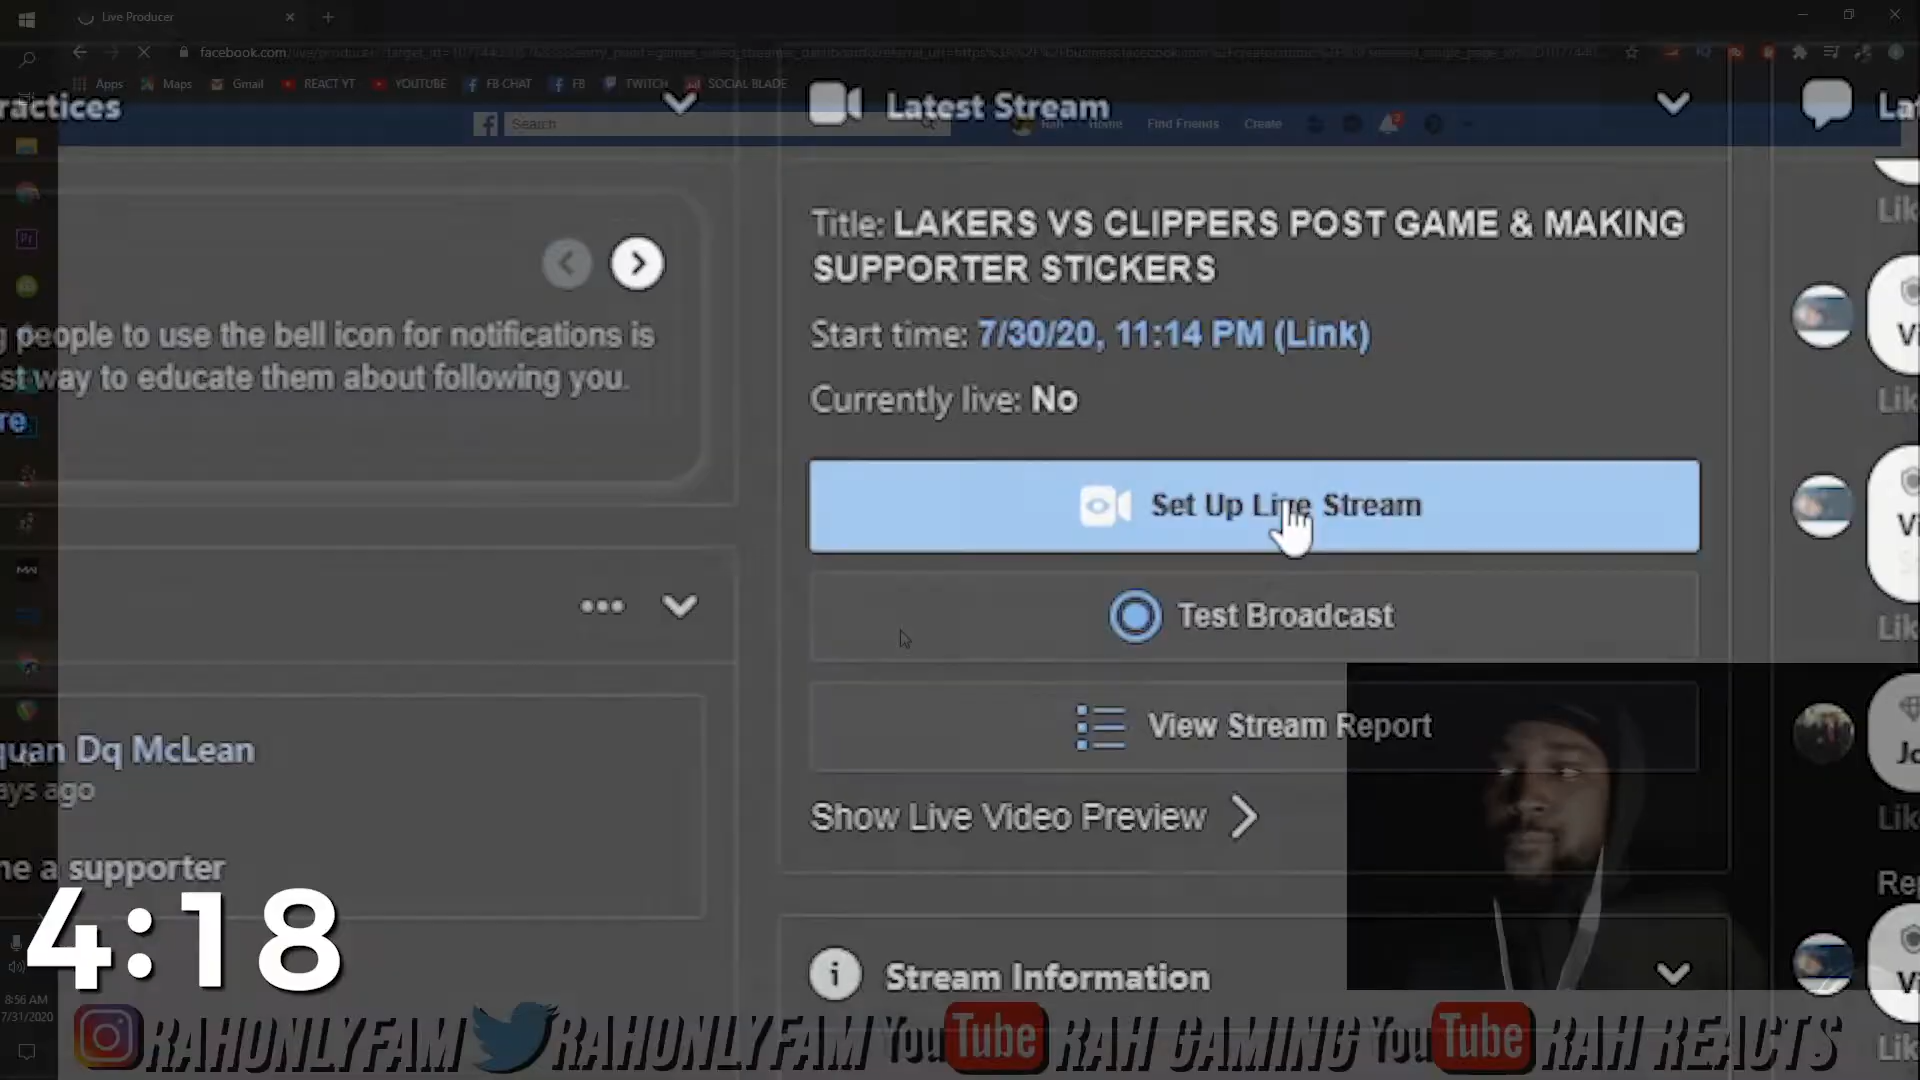 Live Producer
facebook.com
Apps Maps Gmail REACT YT YOUTUBE FB CHAT FB TWITCH SOCIAL BLADE
ractices
Latest Stream
Search
Rah Home Find Friends Create
Title: LAKERS VS CLIPPERS POST GAME & MAKING
SUPPORTER STICKERS
Start time: 7/30/20, 11:14 PM (Link)
Currently live: No
g people to use the bell icon for notifications is
st way to educate them about following you.
re
Set Up Live Stream
Test Broadcast
View Stream Report
Show Live Video Preview
quan Dq McLean
ays ago
me a supporter
4:18
Stream Information
8:56 AM
7/31/2020
RAHONLYFAM RAHONLYFAM YouTube RAH GAMING YouTube RAH REACTS